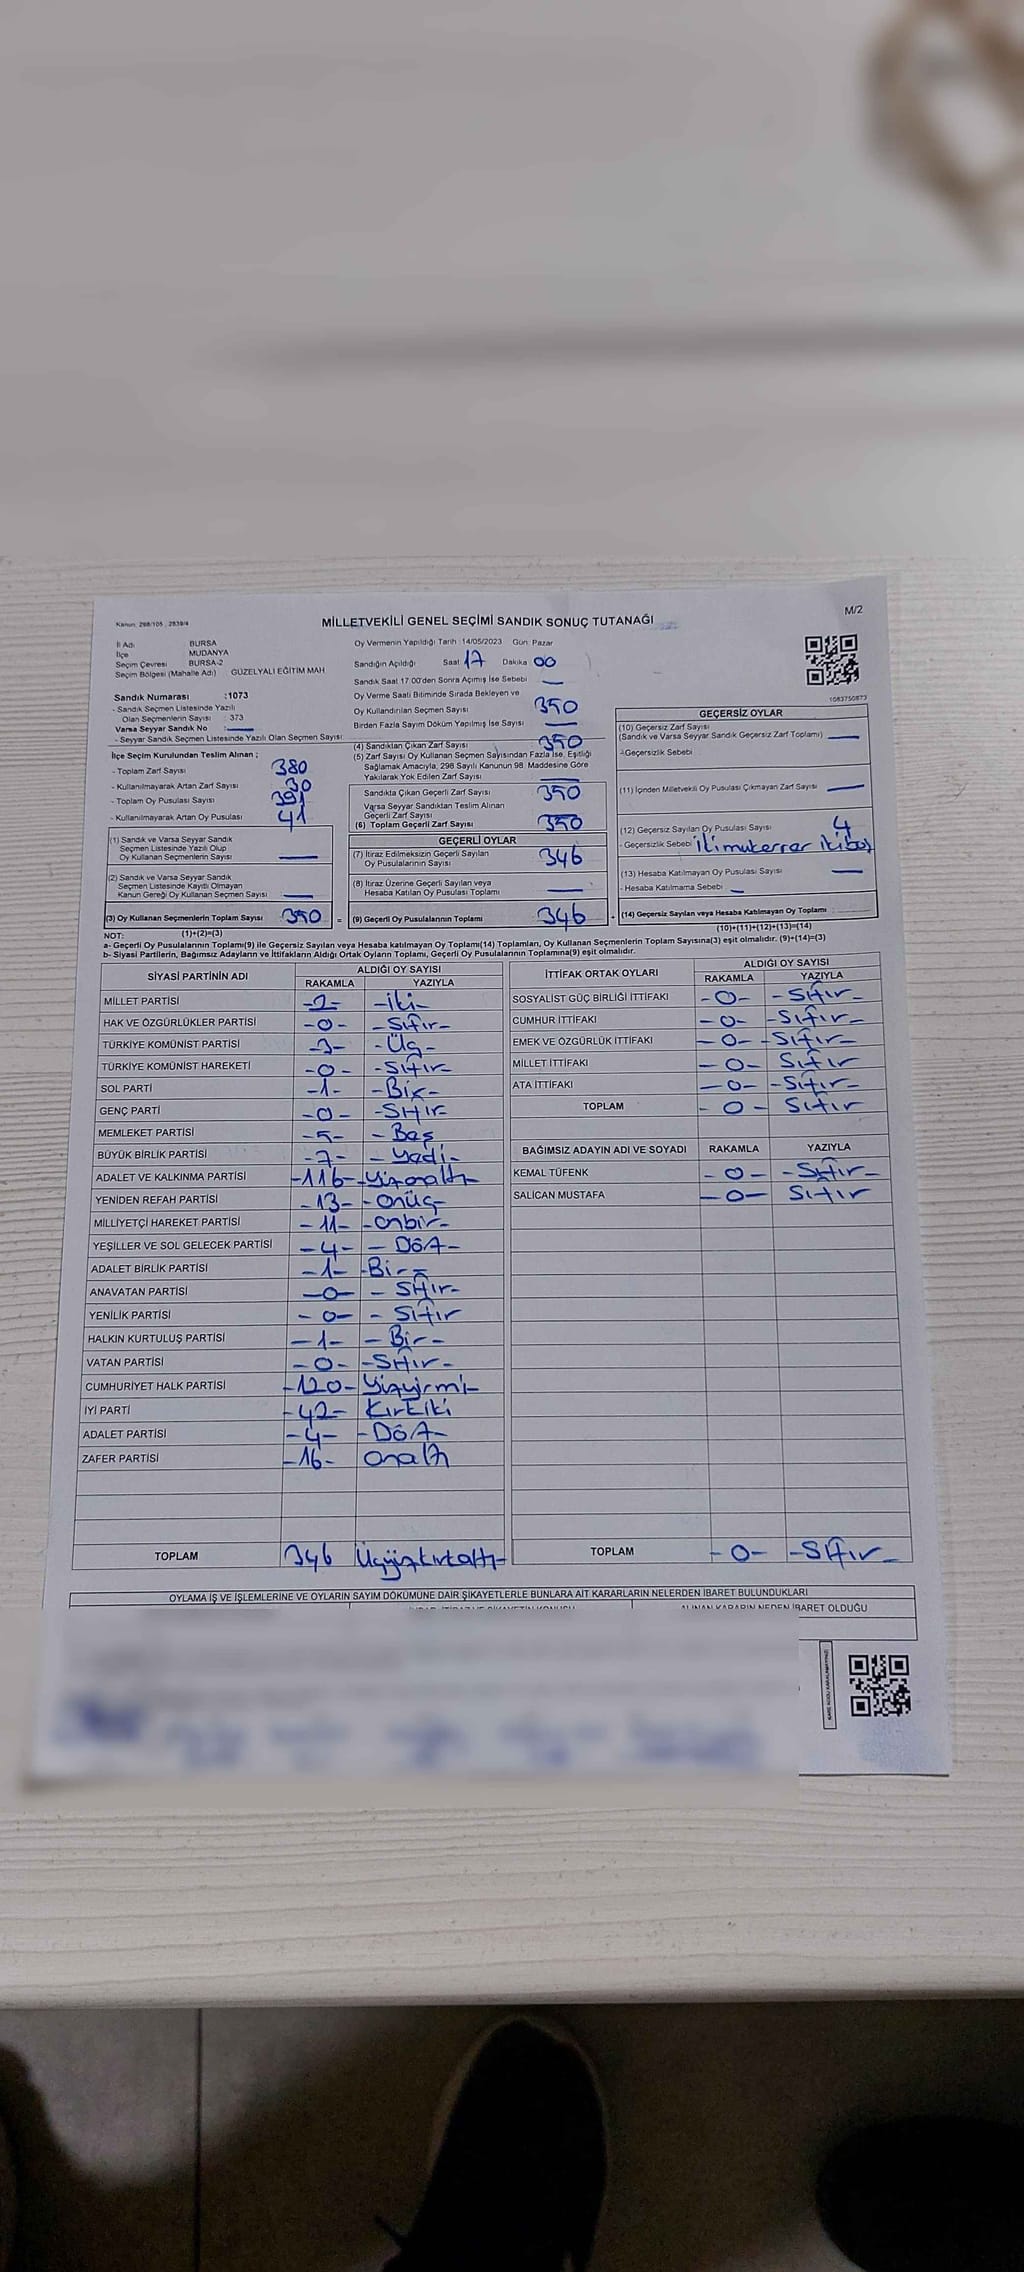 M/2
Kanun: 298/105, 2839/4
MİLLETVEKİLİ GENEL SEÇİMİ SANDIK SONUÇ TUTANAĞI
İl Adı BURSA
İlçe MUDANYA
Seçim Çevresi BURSA-2
Seçim Bölgesi (Mahalle Adı) GÜZELYALI EĞİTİM MAH
Sandık Numarası :1073
- Sandık Seçmen Listesinde Yazılı
Olan Seçmenlerin Sayısı : 373
Varsa Seyyar Sandık No :
- Seyyar Sandık Seçmen Listesinde Yazılı Olan Seçmen Sayısı:
Oy Vermenin Yapıldığı Tarih :14/05/2023 Gün: Pazar
Sandığın Açıldığı Saat 17 Dakika 00
Sandık Saat 17:00'den Sonra Açılmış İse Sebebi
Oy Verme Saati Bitiminde Sırada Bekleyen ve
Oy Kullandırılan Seçmen Sayısı 350
Birden Fazla Sayım Döküm Yapılmış İse Sayısı
1083750873
İlçe Seçim Kurulundan Teslim Alınan ;
- Toplam Zarf Sayısı 380
- Kullanılmayarak Artan Zarf Sayısı 30
- Toplam Oy Pusulası Sayısı 391
- Kullanılmayarak Artan Oy Pusulası 41
(1) Sandık ve Varsa Seyyar Sandık
Seçmen Listesinde Yazılı Olup
Oy Kullanan Seçmenlerin Sayısı
(2) Sandık ve Varsa Seyyar Sandık
Seçmen Listesinde Kayıtlı Olmayan
Kanun Gereği Oy Kullanan Seçmen Sayısı
(3) Oy Kullanan Seçmenlerin Toplam Sayısı 350 =
(1)+(2)=(3)
(4) Sandıktan Çıkan Zarf Sayısı 350
(5) Zarf Sayısı Oy Kullanan Seçmen Sayısından Fazla İse, Eşitliği
Sağlamak Amacıyla, 298 Sayılı Kanunun 98. Maddesine Göre
Yakılarak Yok Edilen Zarf Sayısı
Sandıkta Çıkan Geçerli Zarf Sayısı 350
Varsa Seyyar Sandıktan Teslim Alınan
Geçerli Zarf Sayısı
(6) Toplam Geçerli Zarf Sayısı 350
GEÇERLİ OYLAR
(7) İtiraz Edilmeksizin Geçerli Sayılan
Oy Pusulalarının Sayısı 346
(8) İtiraz Üzerine Geçerli Sayılan veya
Hesaba Katılan Oy Pusulası Toplamı
(9) Geçerli Oy Pusulalarının Toplamı 346 +
GEÇERSİZ OYLAR
(10) Geçersiz Zarf Sayısı
(Sandık ve Varsa Seyyar Sandık Geçersiz Zarf Toplamı)
-Geçersizlik Sebebi
(11) İçinden Milletvekili Oy Pusulası Çıkmayan Zarf Sayısı
(12) Geçersiz Sayılan Oy Pusulası Sayısı 4
- Geçersizlik Sebebi iki mükerrer iki boş
(13) Hesaba Katılmayan Oy Pusulası Sayısı
- Hesaba Katılmama Sebebi
(14) Geçersiz Sayılan veya Hesaba Katılmayan Oy Toplamı
(10)+(11)+(12)+(13)=(14)
NOT:
a- Geçerli Oy Pusulalarının Toplamı(9) ile Geçersiz Sayılan veya Hesaba katılmayan Oy Toplamı(14) Toplamları, Oy Kullanan Seçmenlerin Toplam Sayısına(3) eşit olmalıdır. (9)+(14)=(3)
b- Siyasi Partilerin, Bağımsız Adayların ve İttifakların Aldığı Ortak Oyların Toplamı, Geçerli Oy Pusulalarının Toplamına(9) eşit olmalıdır.
SİYASİ PARTİNİN ADI ALDIĞI OY SAYISI
RAKAMLA YAZIYLA
MİLLET PARTİSİ -2- -iki-
HAK VE ÖZGÜRLÜKLER PARTİSİ -0- -Sıfır-
TÜRKİYE KOMÜNİST PARTİSİ -3- -Üç-
TÜRKİYE KOMÜNİST HAREKETİ -0- -Sıfır-
SOL PARTİ -1- -Bir-
GENÇ PARTİ -0- -Sıfır
MEMLEKET PARTİSİ -5- -Beş
BÜYÜK BİRLİK PARTİSİ -7- -Yedi-
ADALET VE KALKINMA PARTİSİ -116- -Yüzonaltı-
YENİDEN REFAH PARTİSİ -13- -onüç-
MİLLİYETÇİ HAREKET PARTİSİ -11- -onbir-
YEŞİLLER VE SOL GELECEK PARTİSİ -4- -Dört-
ADALET BİRLİK PARTİSİ -1- -Bir-
ANAVATAN PARTİSİ -0- -Sıfır-
YENİLİK PARTİSİ -0- -Sıfır
HALKIN KURTULUŞ PARTİSİ -1- -Bir-
VATAN PARTİSİ -0- -Sıfır-
CUMHURİYET HALK PARTİSİ -120- Yüzyirmi-
İYİ PARTİ -42- Kırkiki
ADALET PARTİSİ -4- -Dört-
ZAFER PARTİSİ -16- onaltı
TOPLAM 346 Üçyüzkırkaltı-
İTTİFAK ORTAK OYLARI ALDIĞI OY SAYISI
RAKAMLA YAZIYLA
SOSYALİST GÜÇ BİRLİĞİ İTTİFAKI -0- -Sıfır-
CUMHUR İTTİFAKI -0- -Sıfır-
EMEK VE ÖZGÜRLÜK İTTİFAKI -0- -Sıfır-
MİLLET İTTİFAKI -0- Sıfır
ATA İTTİFAKI -0- -Sıfır-
TOPLAM -0- Sıfır
BAĞIMSIZ ADAYIN ADI VE SOYADI RAKAMLA YAZIYLA
KEMAL TÜFENK -0- -Sıfır-
SALİCAN MUSTAFA -0- Sıfır
TOPLAM -0- -Sıfır-
OYLAMA İŞ VE İŞLEMLERİNE VE OYLARIN SAYIM DÖKÜMÜNE DAİR ŞİKAYETLERLE BUNLARA AİT KARARLARIN NELERDEN İBARET BULUNDUKLARI
ALINAN KARARIN NEDEN İBARET OLDUĞU